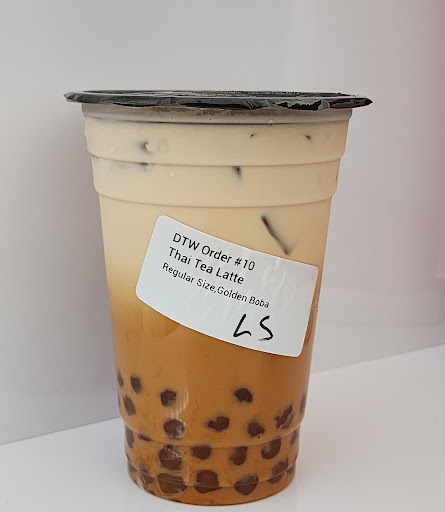 DTW Order #10
Thai Tea Latte
Regular Size,Golden Boba
LS